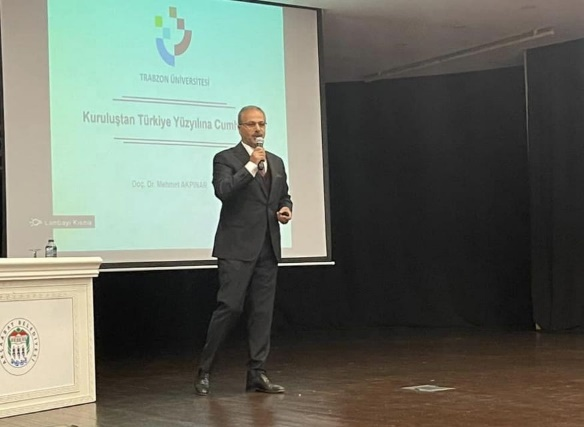 TRABZON ÜNİVERSİTESİ
Kuruluştan Türkiye Yüzyılına Cumh
Doç. Dr. Mehmet AKPINAR